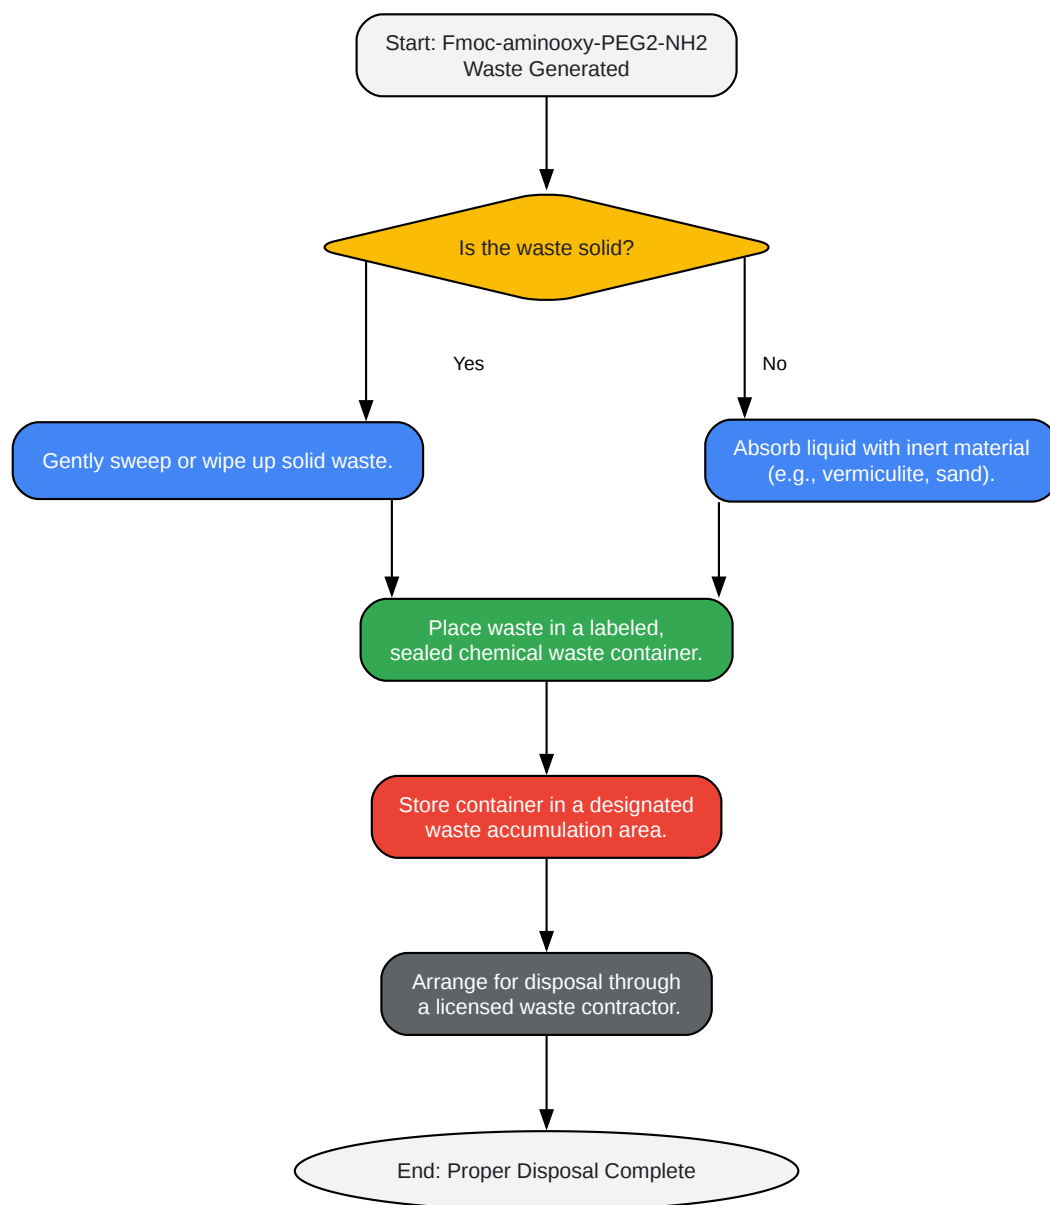 Start: Fmoc-aminooxy-PEG2-NH2
Waste Generated
Is the waste solid?
Yes
No
Gently sweep or wipe up solid waste.
Absorb liquid with inert material
(e.g., vermiculite, sand).
Place waste in a labeled,
sealed chemical waste container.
Store container in a designated
waste accumulation area.
Arrange for disposal through
a licensed waste contractor.
End: Proper Disposal Complete